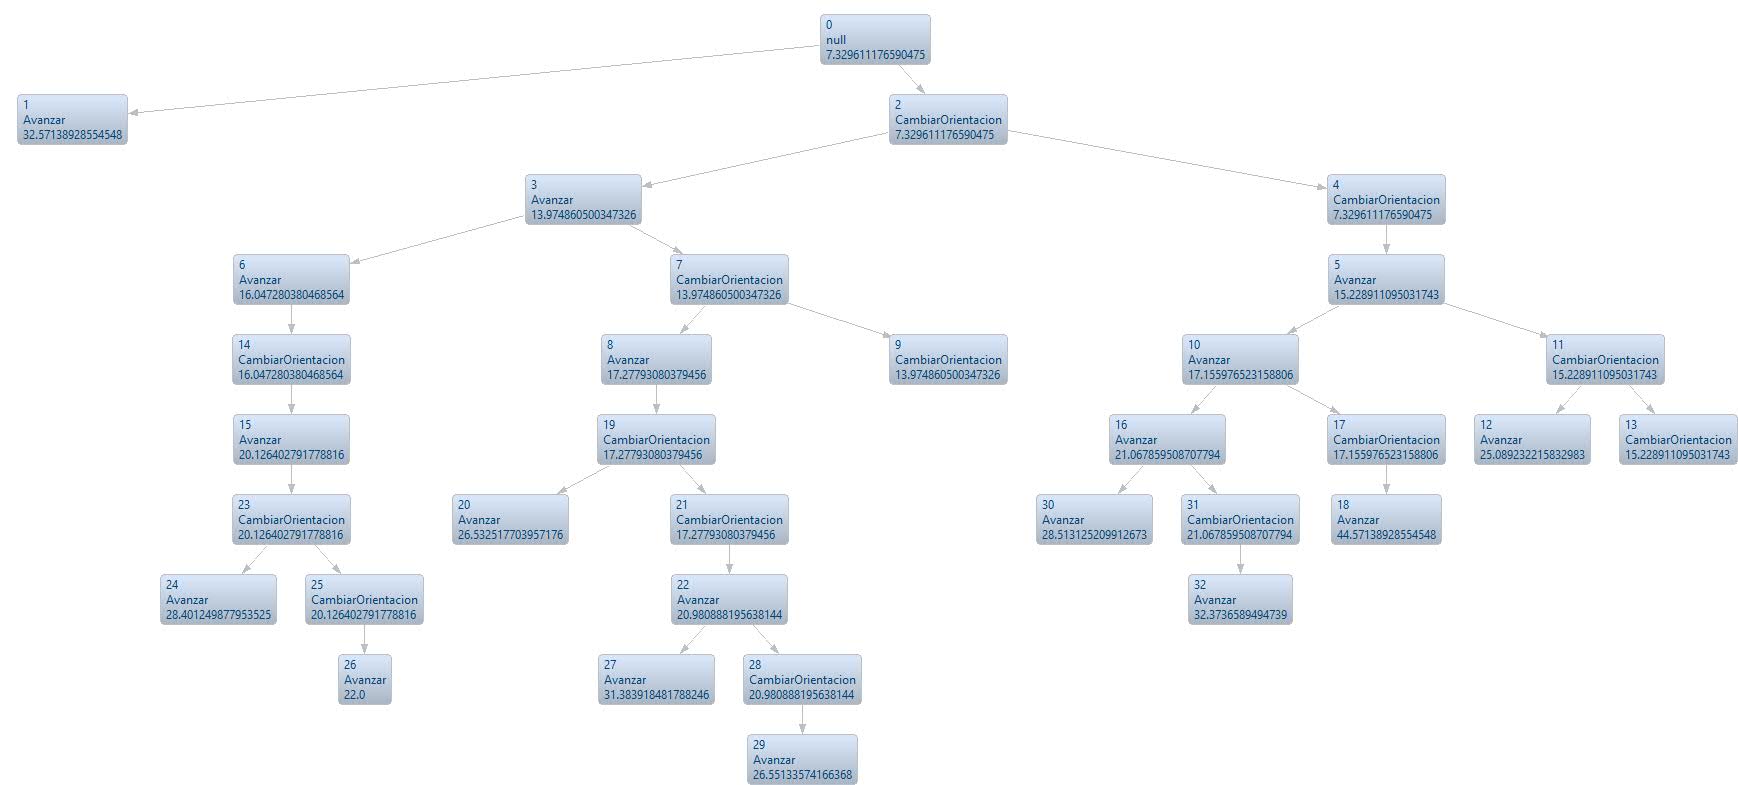 0
null
7.329611176590475
1
Avanzar
32.57138928554548
2
CambiarOrientacion
7.329611176590475
3
Avanzar
13.974860500347326
4
CambiarOrientacion
7.329611176590475
6
Avanzar
16.047280380468564
7
CambiarOrientacion
13.974860500347326
5
Avanzar
15.228911095031743
14
CambiarOrientacion
16.047280380468564
8
Avanzar
17.27793080379456
9
CambiarOrientacion
13.974860500347326
10
Avanzar
17.155976523158806
11
CambiarOrientacion
15.228911095031743
15
Avanzar
20.126402791778816
19
CambiarOrientacion
17.27793080379456
16
Avanzar
21.067859508707794
17
CambiarOrientacion
17.155976523158806
12
Avanzar
25.089232215832983
13
CambiarOrientacion
15.228911095031743
23
CambiarOrientacion
20.126402791778816
20
Avanzar
26.532517703957176
21
CambiarOrientacion
17.27793080379456
30
Avanzar
28.513125209912673
31
CambiarOrientacion
21.067859508707794
18
Avanzar
44.57138928554548
24
Avanzar
28.401249877953525
25
CambiarOrientacion
20.126402791778816
22
Avanzar
20.980888195638144
32
Avanzar
32.3736589494739
26
Avanzar
22.0
27
Avanzar
31.383918481788246
28
CambiarOrientacion
20.980888195638144
29
Avanzar
26.55133574166368